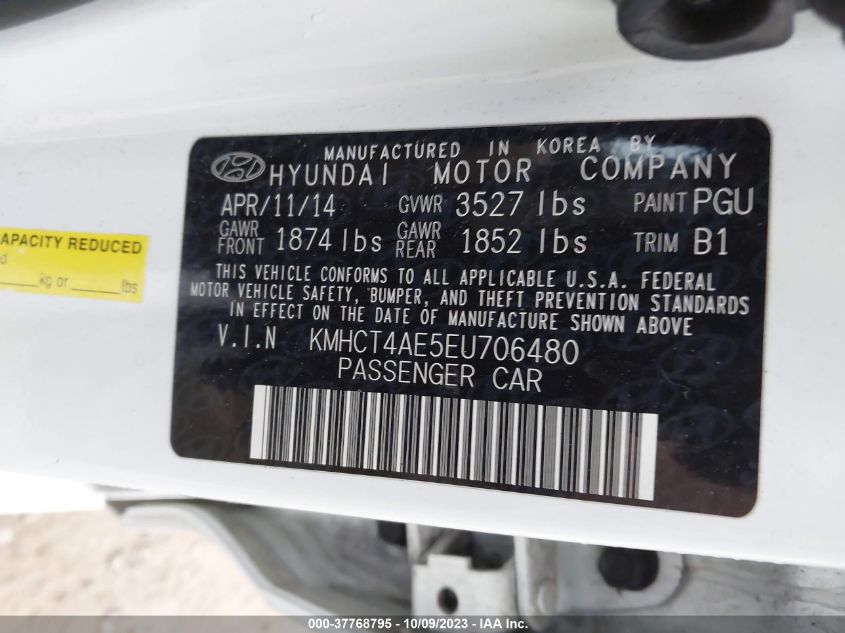 MANUFACTURED IN KOREA BY
HYUNDAI MOTOR COMPANY
APR/11/14 GVWR 3527 lbs PAINT PGU
GAWR FRONT 1874 lbs GAWR REAR 1852 lbs TRIM B1
THIS VEHICLE CONFORMS TO ALL APPLICABLE U.S.A. FEDERAL
MOTOR VEHICLE SAFETY, BUMPER, AND THEFT PREVENTION STANDARDS
IN EFFECT ON THE DATE OF MANUFACTURE SHOWN ABOVE
V.I.N KMHCT4AE5EU706480
PASSENGER CAR
APACITY REDUCED
kg or lbs
000-37768795 - 10/09/2023 - IAA Inc.